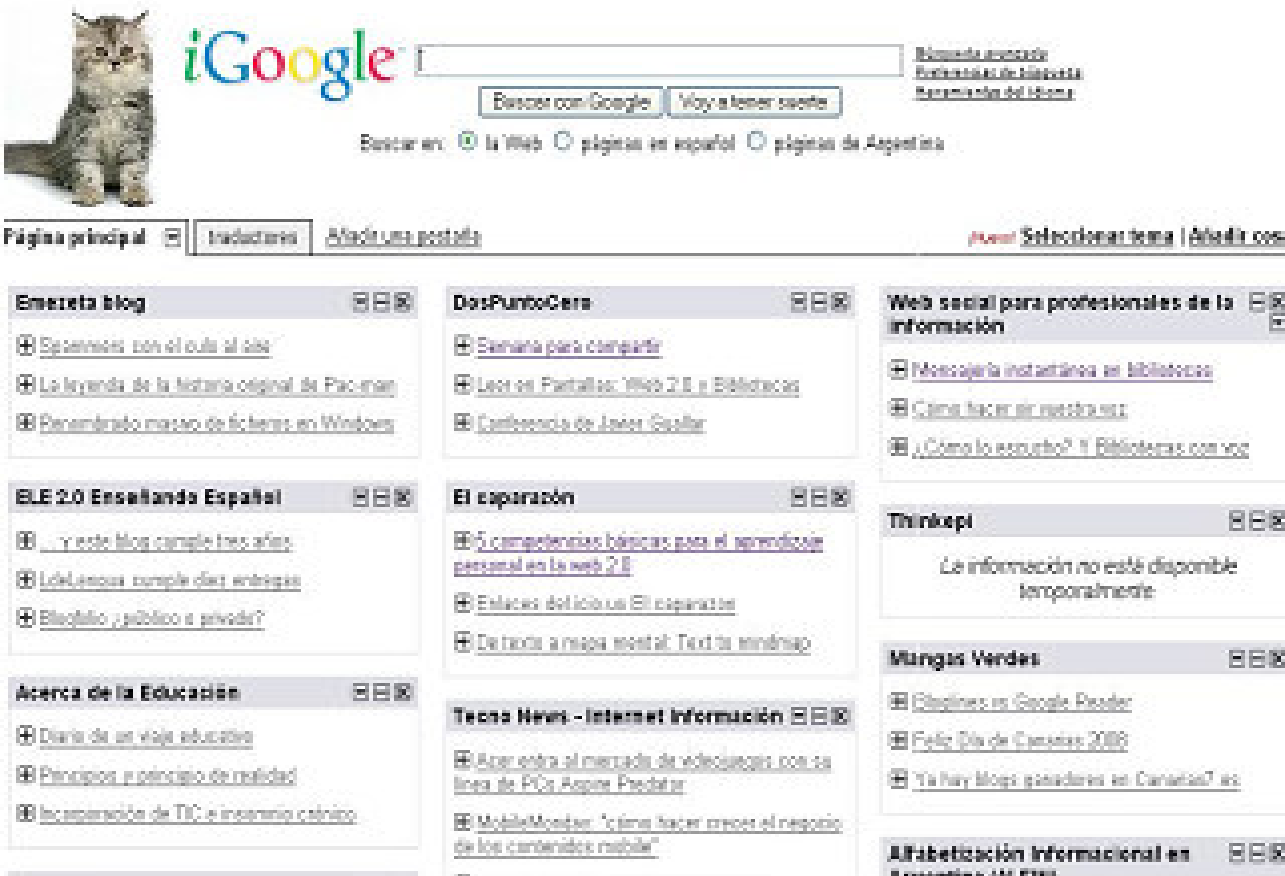 iGoogle
Búsqueda avanzada
Preferencias de búsqueda
Herramientas del idioma
Buscar con Google Voy a tener suerte
Buscar en: la Web páginas en español páginas de Argentina
Página principal traductores Añadir una pestaña
¡Nuevo! Seleccionar tema | Añadir cosa
Emezeta blog
Spammers con el culo al aire
La leyenda de la historia original de Pac-man
Renombrado masivo de ficheros en Windows
ELE 2.0 Enseñando Español
... y este blog cumple tres años
LdeLengua cumple diez entregas
Blogfolio ¿público o privado?
Acerca de la Educación
Diario de un viaje educativo
Principios y principio de realidad
Incorporación de TIC e insomnio crónico
DosPuntoCero
Semana para compartir
Leer en Pantallas: Web 2.0 y Bibliotecas
Conferencia de Javier Guallar
El caparazón
5 competencias básicas para el aprendizaje
personal en la web 2.0
Enlaces del.icio.us El caparazon
De texto a mapa mental: Text to mindmap
Tecno News - Internet Información
Acer entra al mercado de videojuegos con su
línea de PCs Aspire Predator
MobileMonday: "cómo hacer crecer el negocio
de los contenidos mobile"
Web social para profesionales de la
información
Mensajería instantánea en bibliotecas
Cómo hacer oir nuestra voz
¿Cómo lo escucho? Y Bibliotecas con voz
Thinkepi
La información no está disponible
temporalmente
Mangas Verdes
Bloglines vs Google Reader
Feliz Día de Canarias 2008
Ya hay blogs ganadores en Canarias7.es
Alfabetización Informacional en